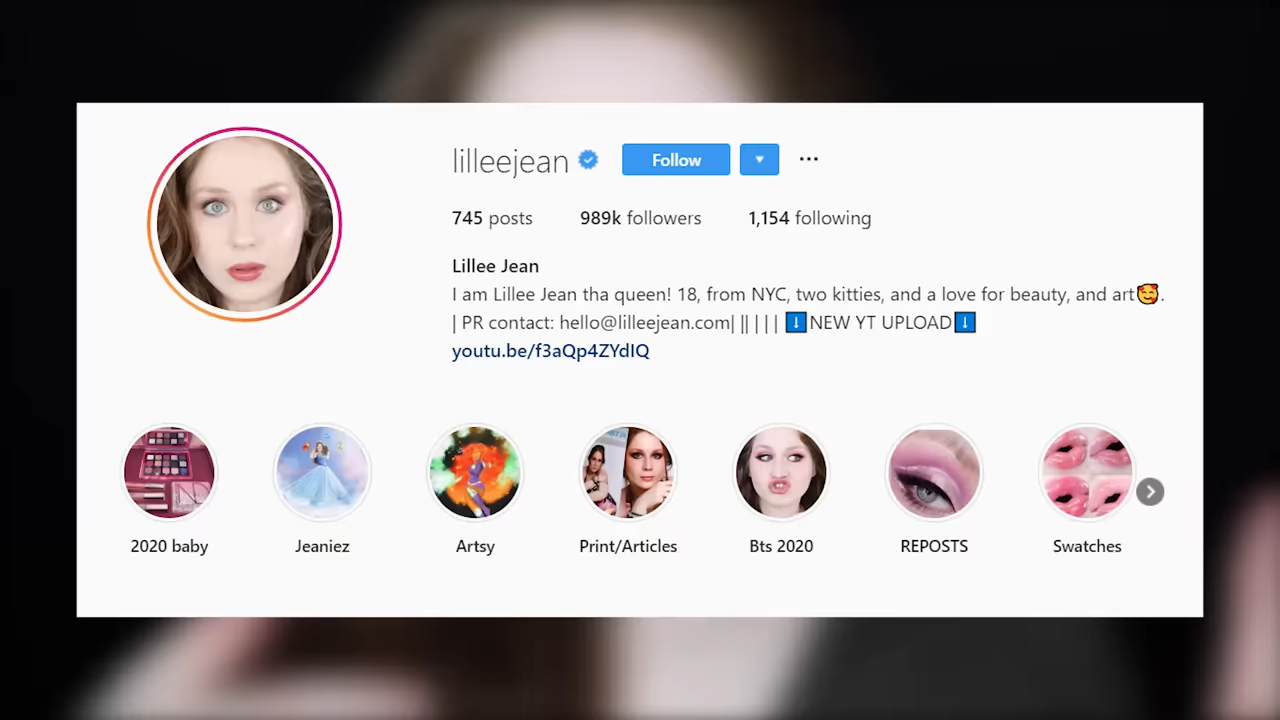 lilleejean Follow
745 posts 989k followers 1,154 following
Lillee Jean
I am Lillee Jean tha queen! 18, from NYC, two kitties, and a love for beauty, and art🥰.
| PR contact: hello@lilleejean.com| || | | | ⬇️NEW YT UPLOAD⬇️
youtu.be/f3aQp4ZYdIQ
2020 baby Jeaniez Artsy Print/Articles Bts 2020 REPOSTS Swatches